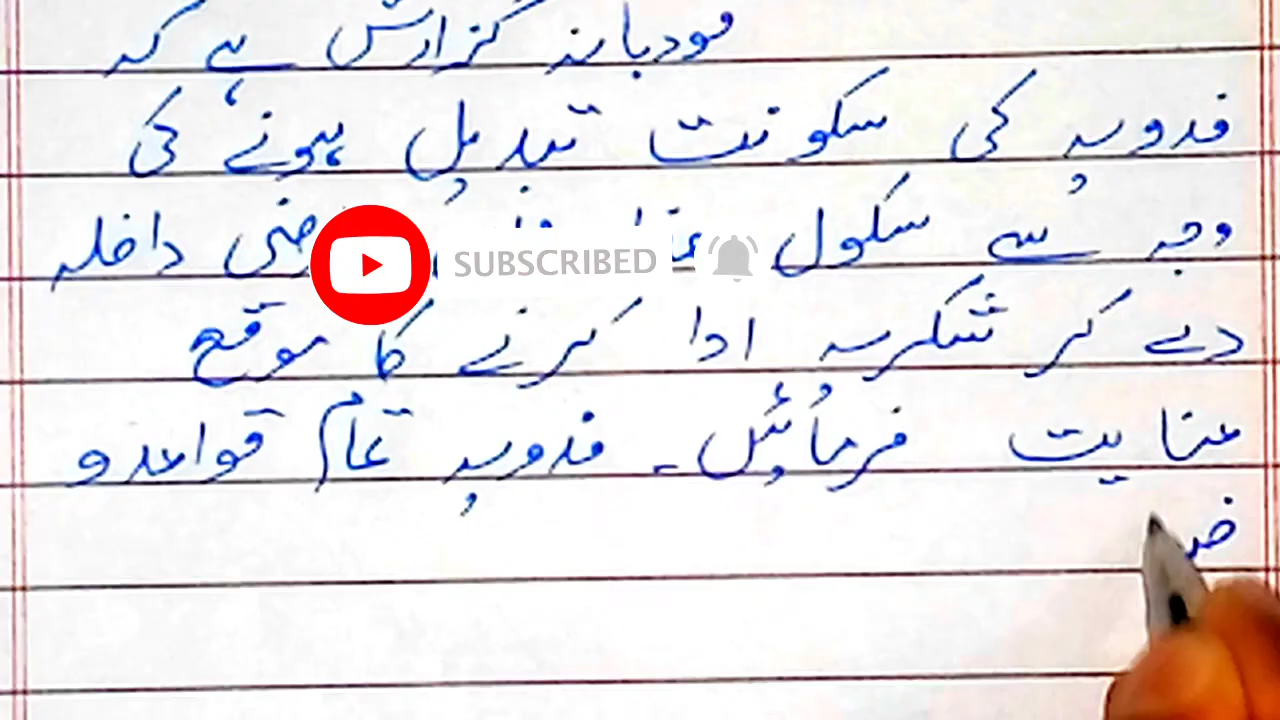 مودبانہ گزارش ہے کہ
فدویہ کی سکونت تبدیل ہونے کی
وجہ سے سکول داخلہ
SUBSCRIBED
دے کر شکریہ ادا کرنے کا موقع
عنایت فرمائیں۔ فدویہ تمام قواعد و